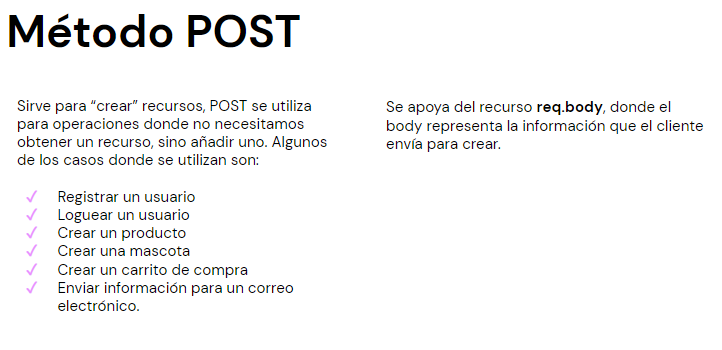 Método POST
Sirve para “crear” recursos, POST se utiliza
para operaciones donde no necesitamos
obtener un recurso, sino añadir uno. Algunos
de los casos donde se utilizan son:
✓ Registrar un usuario
✓ Loguear un usuario
✓ Crear un producto
✓ Crear una mascota
✓ Crear un carrito de compra
✓ Enviar información para un correo
electrónico.
Se apoya del recurso req.body, donde el
body representa la información que el cliente
envía para crear.